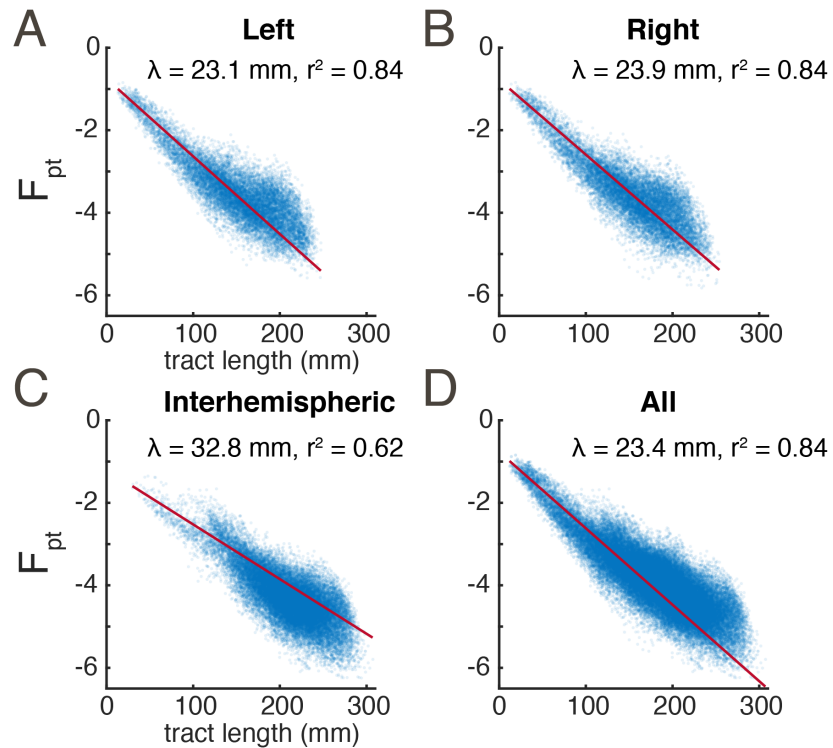 A
Left
B
Right
λ = 23.1 mm, r² = 0.84
λ = 23.9 mm, r² = 0.84
0
-2
-4
-6
F_pt
0 100 200 300
tract length (mm)
0
-2
-4
-6
0 100 200 300
C
Interhemispheric
D
All
λ = 32.8 mm, r² = 0.62
λ = 23.4 mm, r² = 0.84
0
-2
-4
-6
F_pt
0 100 200 300
tract length (mm)
0
-2
-4
-6
0 100 200 300